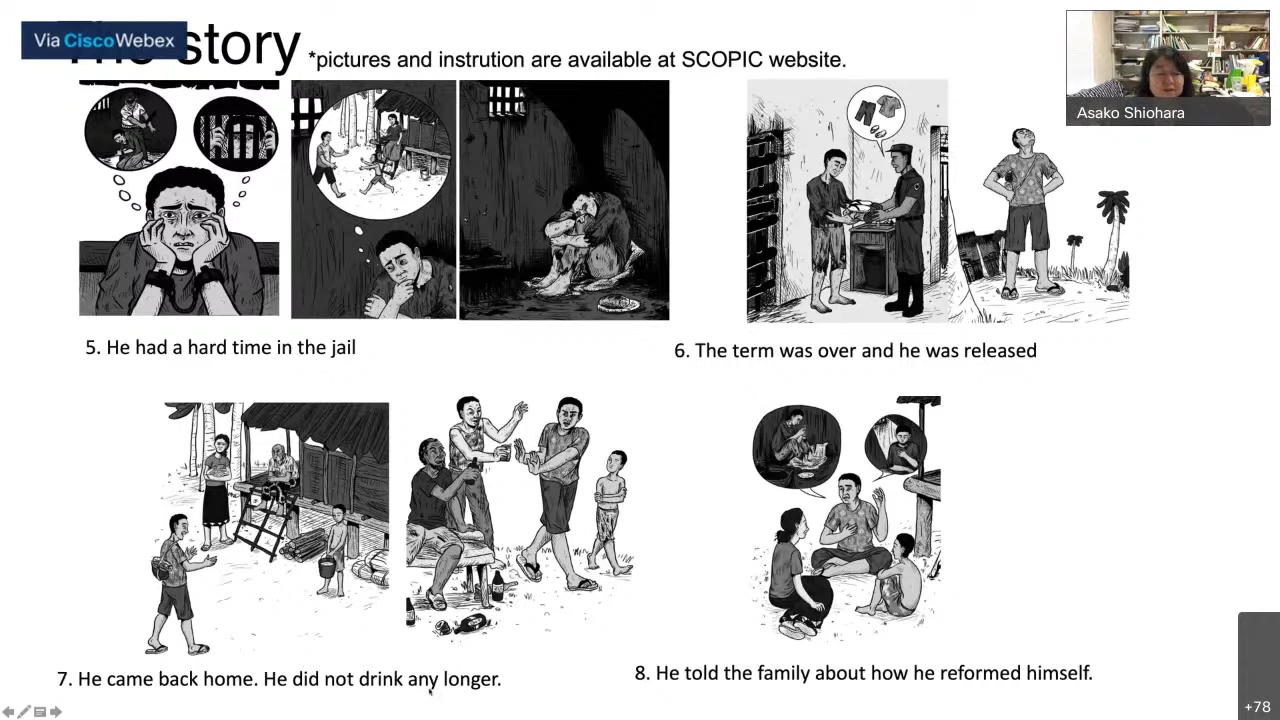 Via CiscoWebex
story
*pictures and instrution are available at SCOPIC website.
Asako Shiohara
5. He had a hard time in the jail
6. The term was over and he was released
7. He came back home. He did not drink any longer.
8. He told the family about how he reformed himself.
+78